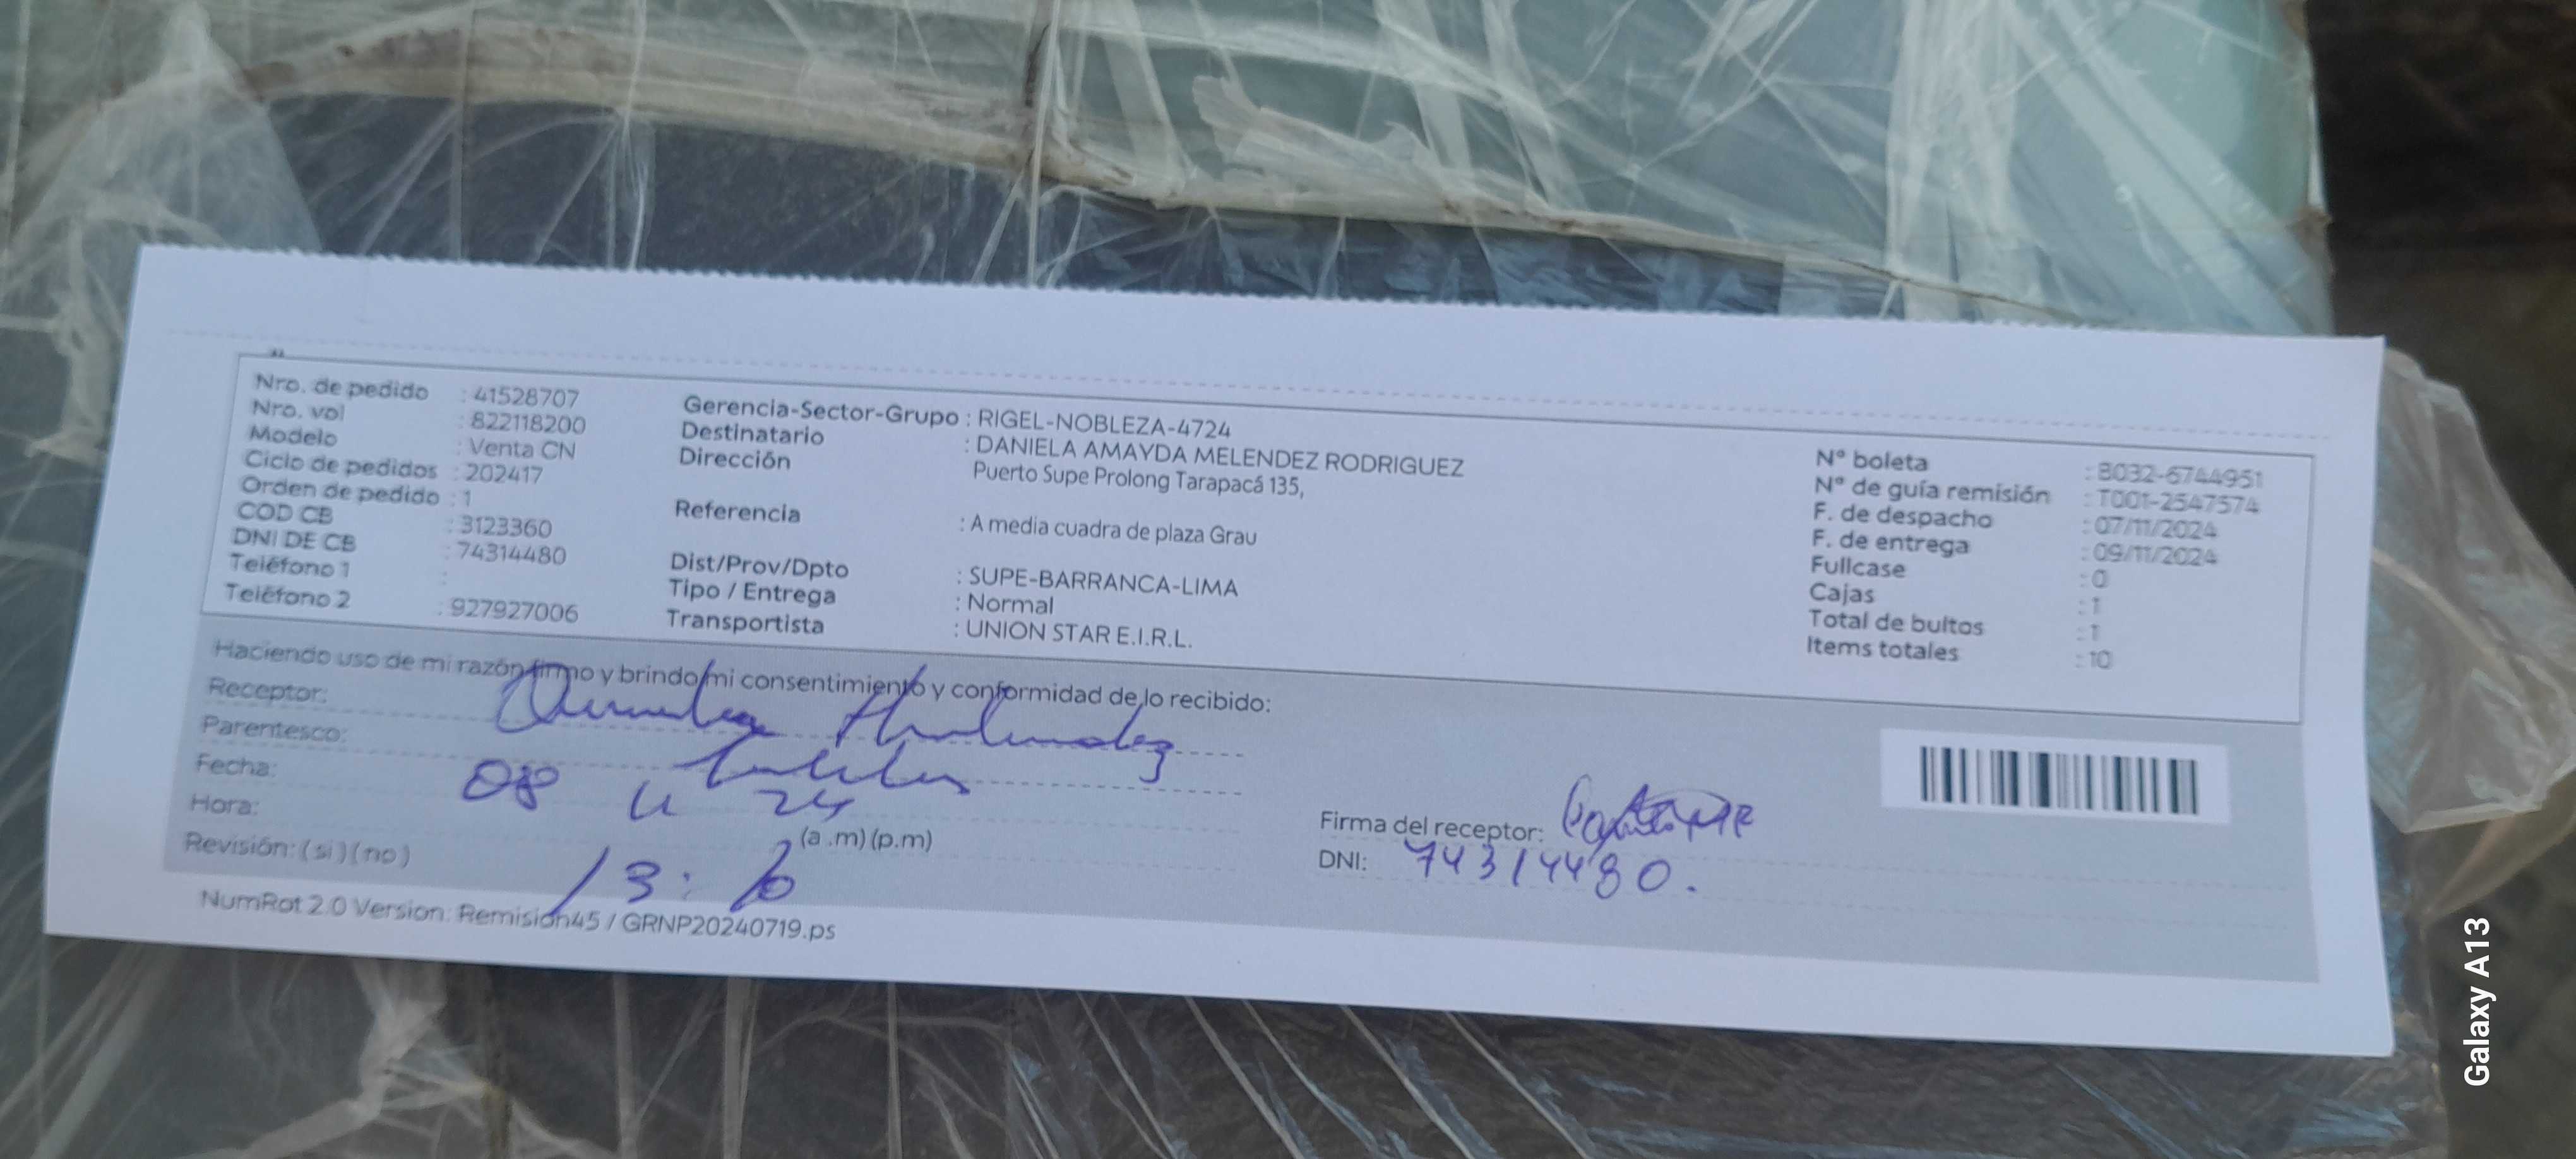 Nro. de pedido : 41528707
Nro. vol : 822118200
Modelo : Venta CN
Ciclo de pedidos : 202417
Orden de pedido : 1
COD CB : 3123360
DNI DE CB : 74314480
Teléfono 1 :
Teléfono 2 : 927927006
Gerencia-Sector-Grupo : RIGEL-NOBLEZA-4724
Destinatario : DANIELA AMAYDA MELENDEZ RODRIGUEZ
Dirección Puerto Supe Prolong Tarapacá 135,
Referencia : A media cuadra de plaza Grau
Dist/Prov/Dpto : SUPE-BARRANCA-LIMA
Tipo / Entrega : Normal
Transportista : UNION STAR E.I.R.L.
N° boleta : B032-6744951
N° de guía remisión : T001-2547574
F. de despacho : 07/11/2024
F. de entrega : 09/11/2024
Fullcase : 0
Cajas : 1
Total de bultos : 1
Items totales : 10
Haciendo uso de mi razón firmo y brindo mi consentimiento y conformidad de lo recibido:
Receptor:
Parentesco:
Fecha: 08 11 24
Hora: 13: (a .m) (p.m)
Revisión: ( si ) ( no )
Firma del receptor:
DNI: 74314480.
NumRot 2.0 Version: Remision45 / GRNP20240719.ps
Galaxy A13